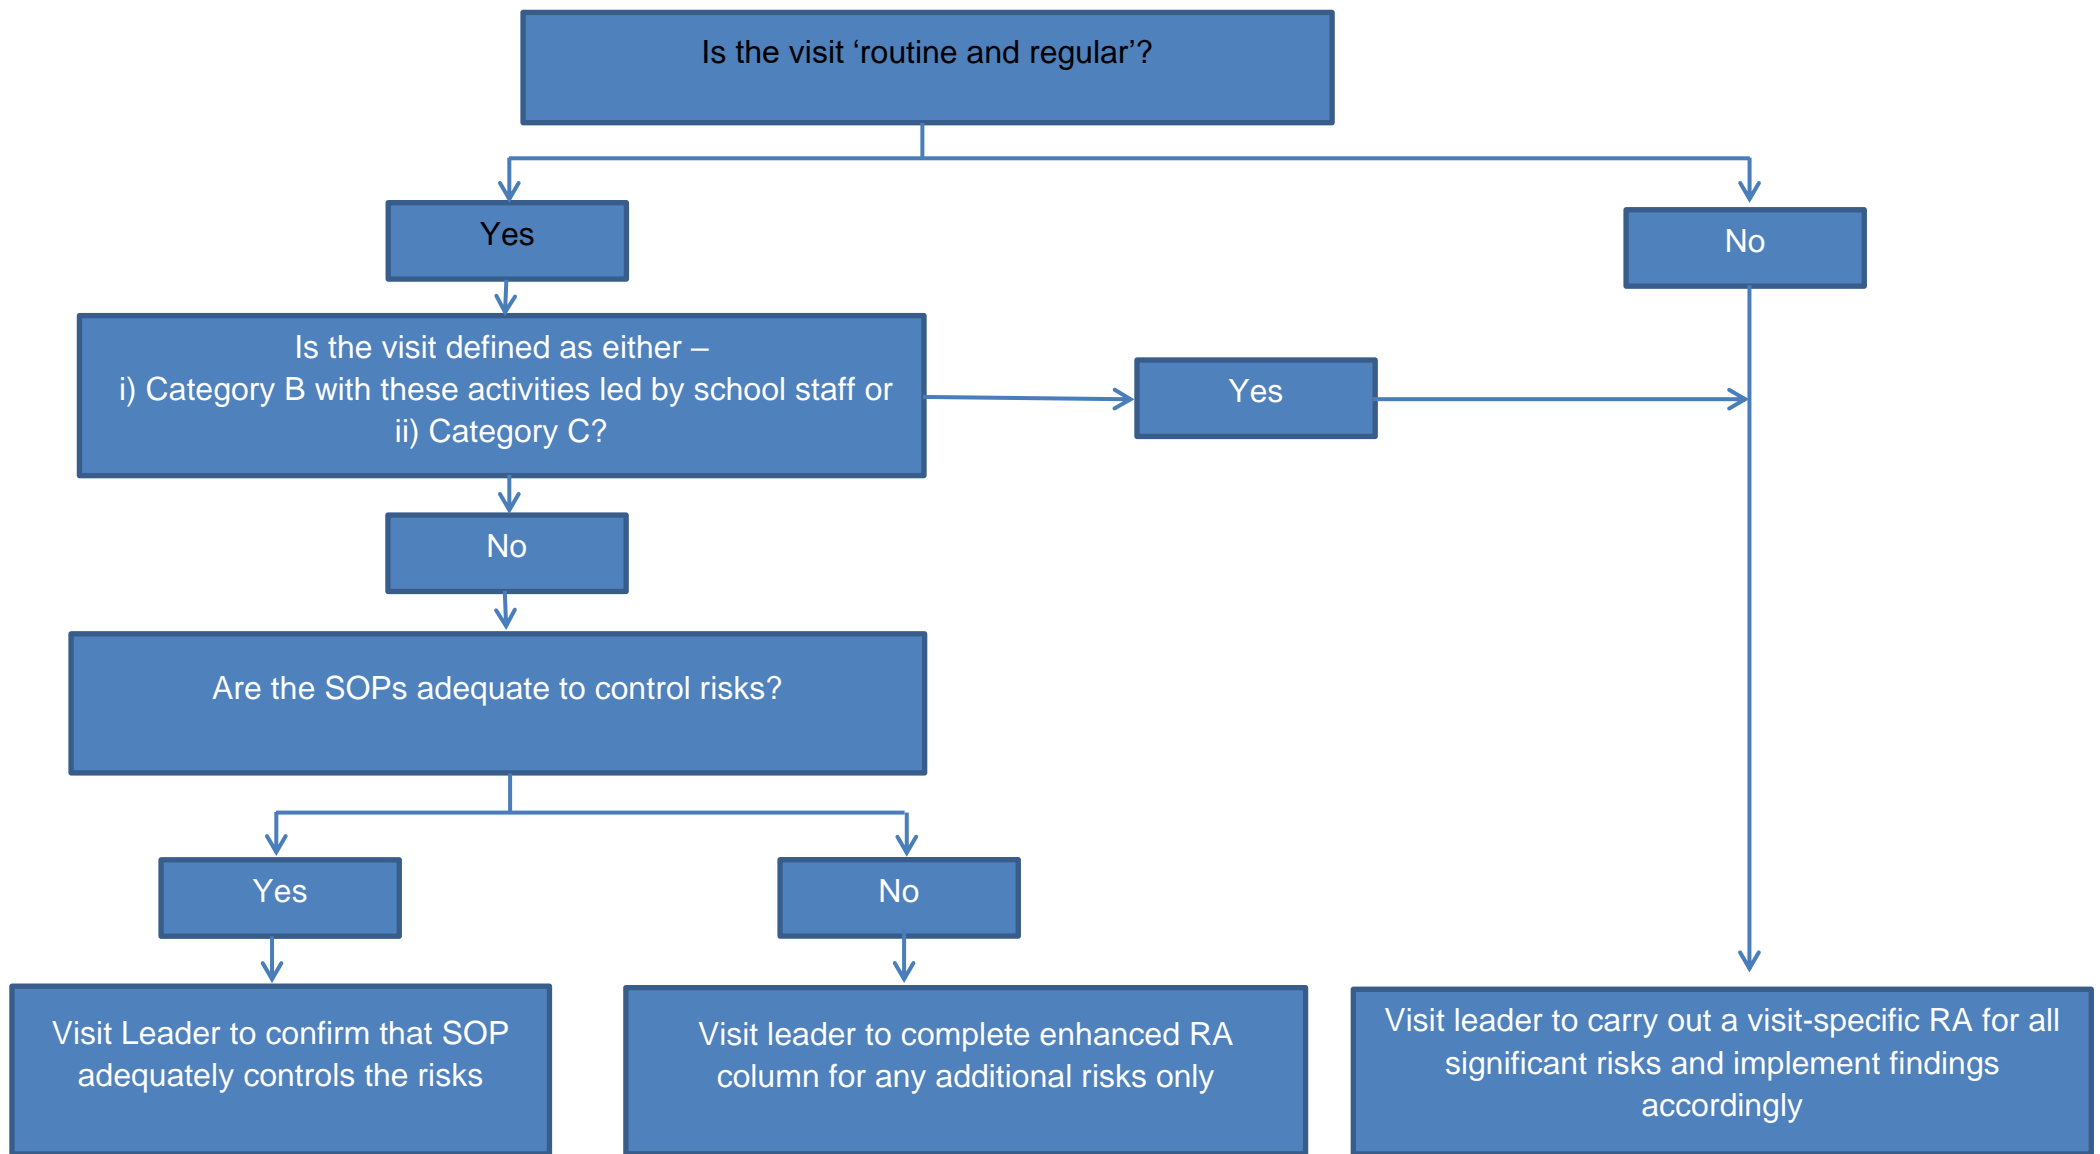 Is the visit ‘routine and regular’?
Yes
No
Is the visit defined as either –
i) Category B with these activities led by school staff or
ii) Category C?
Yes
No
Are the SOPs adequate to control risks?
Yes
No
Visit Leader to confirm that SOP
adequately controls the risks
Visit leader to complete enhanced RA
column for any additional risks only
Visit leader to carry out a visit-specific RA for all
significant risks and implement findings
accordingly